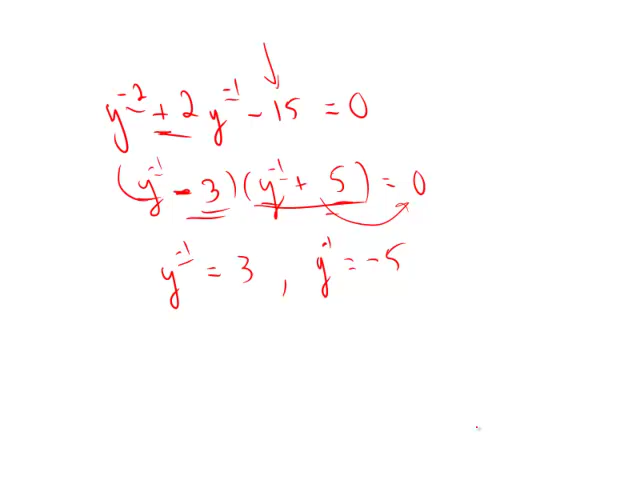 y⁻² + 2y⁻¹ - 15 = 0
(y⁻¹ - 3)(y⁻¹ + 5) = 0
y⁻¹ = 3, y⁻¹ = -5